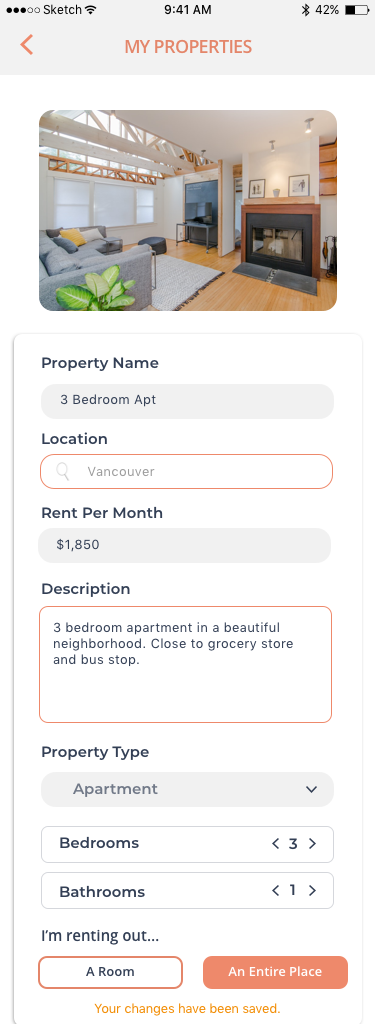 Sketch 9:41 AM 42%
MY PROPERTIES
Property Name
3 Bedroom Apt
Location
Vancouver
Rent Per Month
$1,850
Description
3 bedroom apartment in a beautiful
neighborhood. Close to grocery store
and bus stop.
Property Type
Apartment
Bedrooms < 3 >
Bathrooms < 1 >
I'm renting out...
A Room An Entire Place
Your changes have been saved.